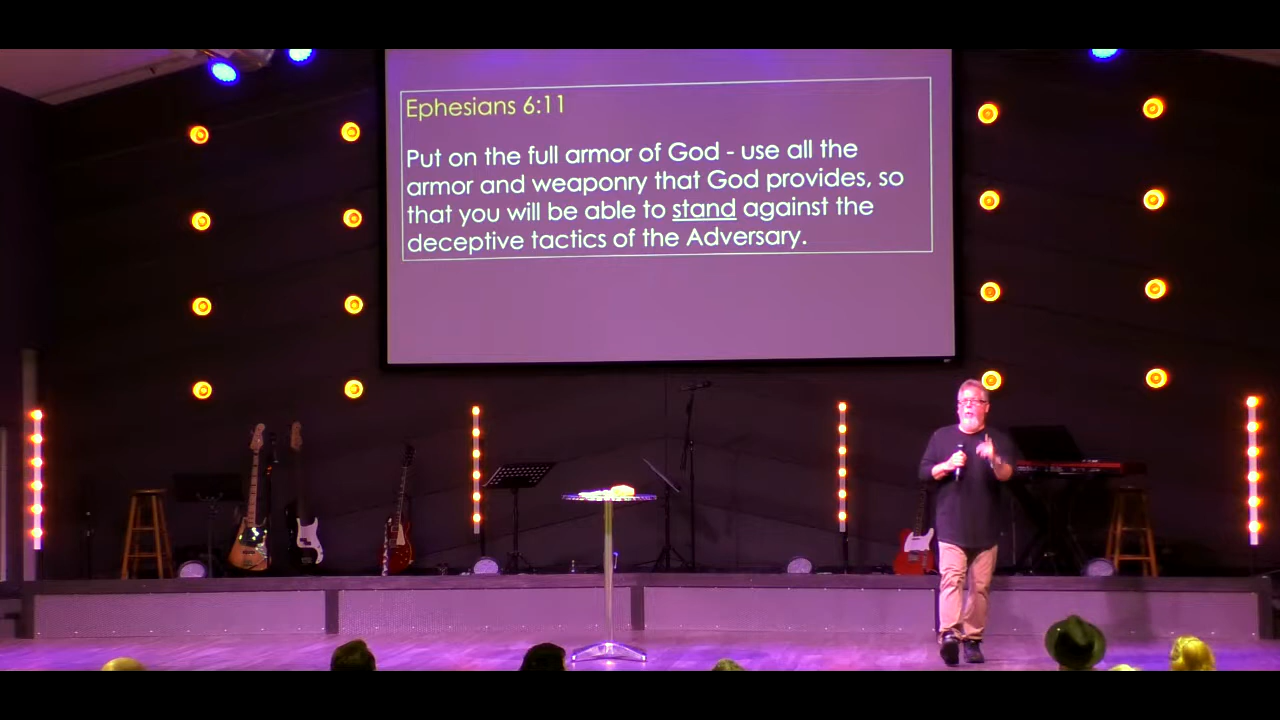 Ephesians 6:11
Put on the full armor of God - use all the
armor and weaponry that God provides, so
that you will be able to stand against the
deceptive tactics of the Adversary.